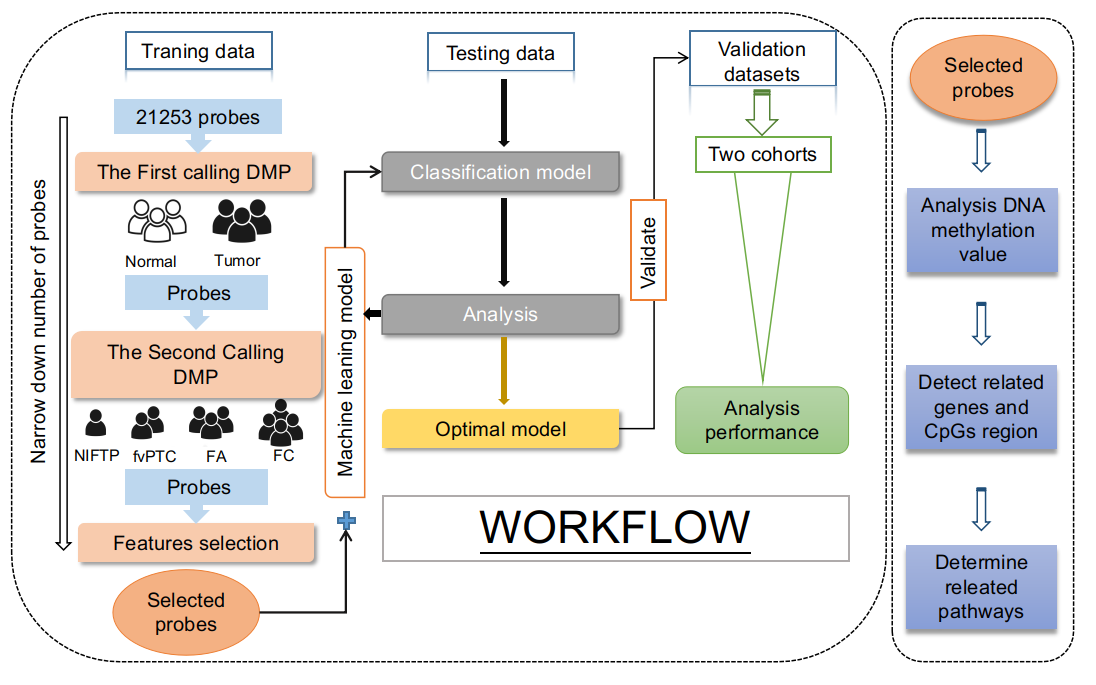 Traning data
21253 probes
The First calling DMP
Normal
Tumor
Probes
The Second Calling
DMP
NIFTP
fvPTC
FA
FC
Probes
Features selection
Selected
probes
Narrow down number of probes
Machine leaning model
Testing data
Classification model
Analysis
Optimal model
Validate
Validation
datasets
Two cohorts
Analysis
performance
WORKFLOW
Selected
probes
Analysis DNA
methylation
value
Detect related
genes and
CpGs region
Determine
releated
pathways